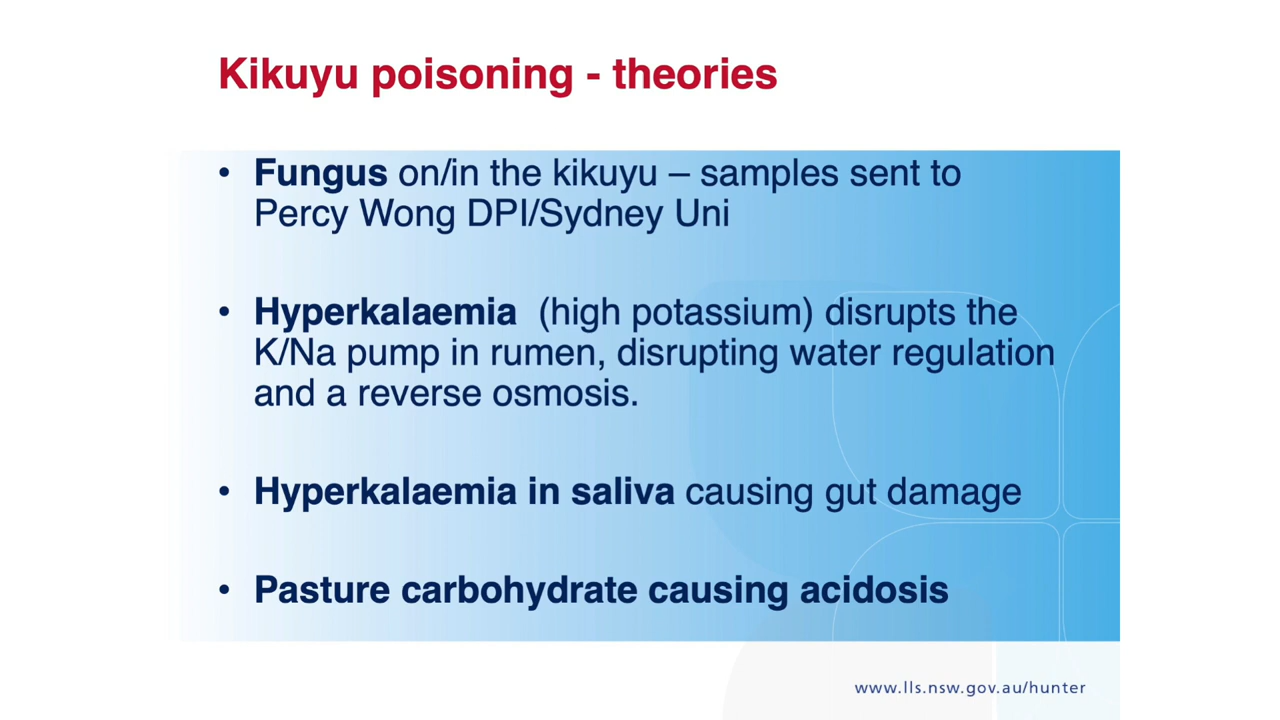 Kikuyu poisoning - theories
• Fungus on/in the kikuyu – samples sent to
Percy Wong DPI/Sydney Uni
• Hyperkalaemia (high potassium) disrupts the
K/Na pump in rumen, disrupting water regulation
and a reverse osmosis.
• Hyperkalaemia in saliva causing gut damage
• Pasture carbohydrate causing acidosis
www.lls.nsw.gov.au/hunter